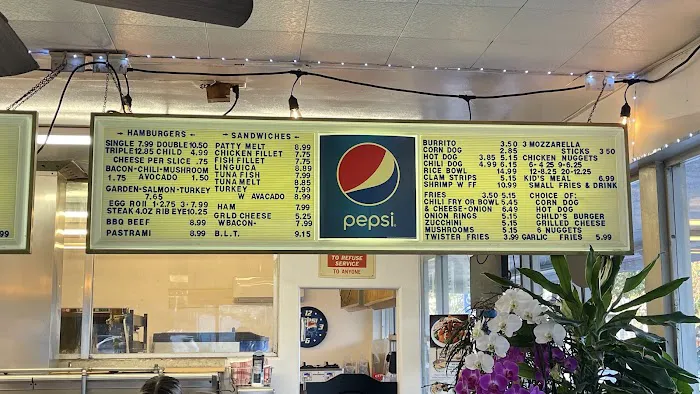 ← HAMBURGERS →
SINGLE 7.99 DOUBLE 10.50
TRIPLE 12.85 CHILD 4.99
CHEESE PER SLICE .75
BACON-CHILI-MUSHROOM
1.75 AVOCADO 1.50
GARDEN-SALMON-TURKEY
7.65
EGG ROLL 1-2.75 3-7.99
STEAK 4.OZ RIB EYE 10.25
BBQ BEEF 8.99
PASTRAMI 8.99
← SANDWICHES →
PATTY MELT 8.99
CHICKEN FILLET 7.75
FISH FILLET 7.75
LINGUICA 8.99
TUNA FISH 7.99
TUNA MELT 8.85
TURKEY 7.99
W AVOCADO 8.99
HAM 7.99
GRLD CHEESE 5.25
WBACON- 7.99
B.L.T. 9.15
pepsi
BURRITO 3.50
CORN DOG 2.85
HOT DOG 3.85 5.15
CHILI DOG 4.99 6.15
RICE BOWL 14.99
CLAM STRIPS 5.15
SHRIMP W FF 10.99
FRIES 3.50 5.15
CHILI FRY OR BOWL 5.45
& CHEESE-ONION 6.49
ONION RINGS 5.15
ZUCCHINI 5.15
MUSHROOMS 5.15
TWISTER FRIES 3.99
3 MOZZARELLA
STICKS 3 50
CHICKEN NUGGETS
6- 4 25 9-6.25
12-8.25 20-12.25
KID'S MENU 6.99
SMALL FRIES & DRINK
CHOICE OF:
CORN DOG
HOT DOG
CHILD'S BURGER
GRILLED CHEESE
6 NUGGETS
GARLIC FRIES 5.99
TO REFUSE
SERVICE
TO ANYONE